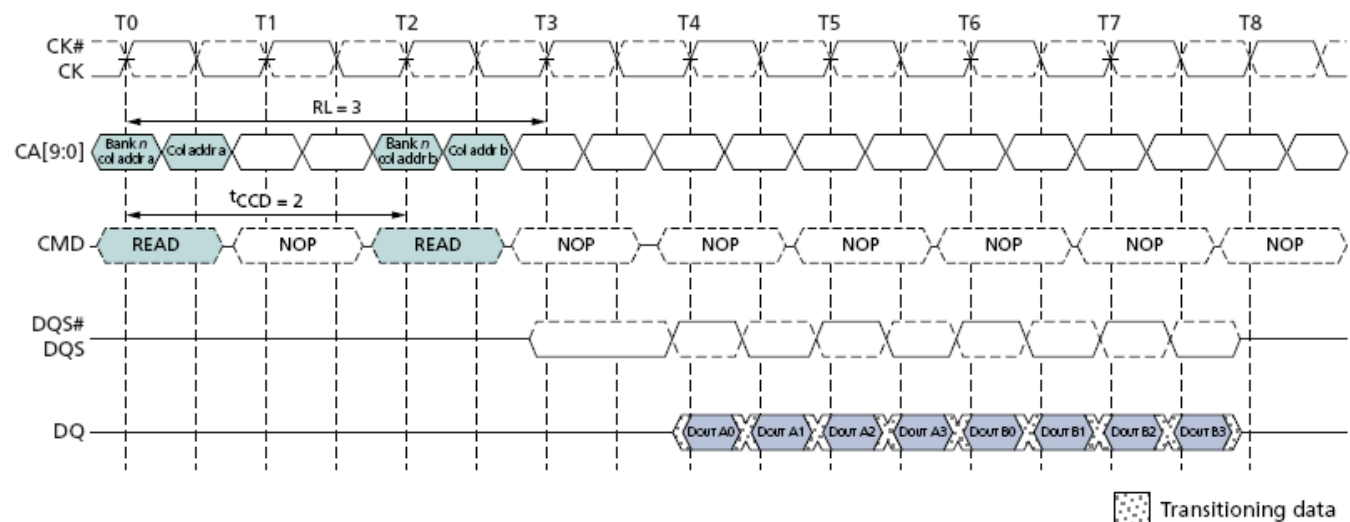 T0 T1 T2 T3 T4 T5 T6 T7 T8
CK#
CK
RL = 3
CA[9:0] Bank n col addr a Col addr a Bank n col addr b Col addr b
tCCD = 2
CMD READ NOP READ NOP NOP NOP NOP NOP NOP
DQS#
DQS
DQ DOUT A0 DOUT A1 DOUT A2 DOUT A3 DOUT B0 DOUT B1 DOUT B2 DOUT B3
Transitioning data